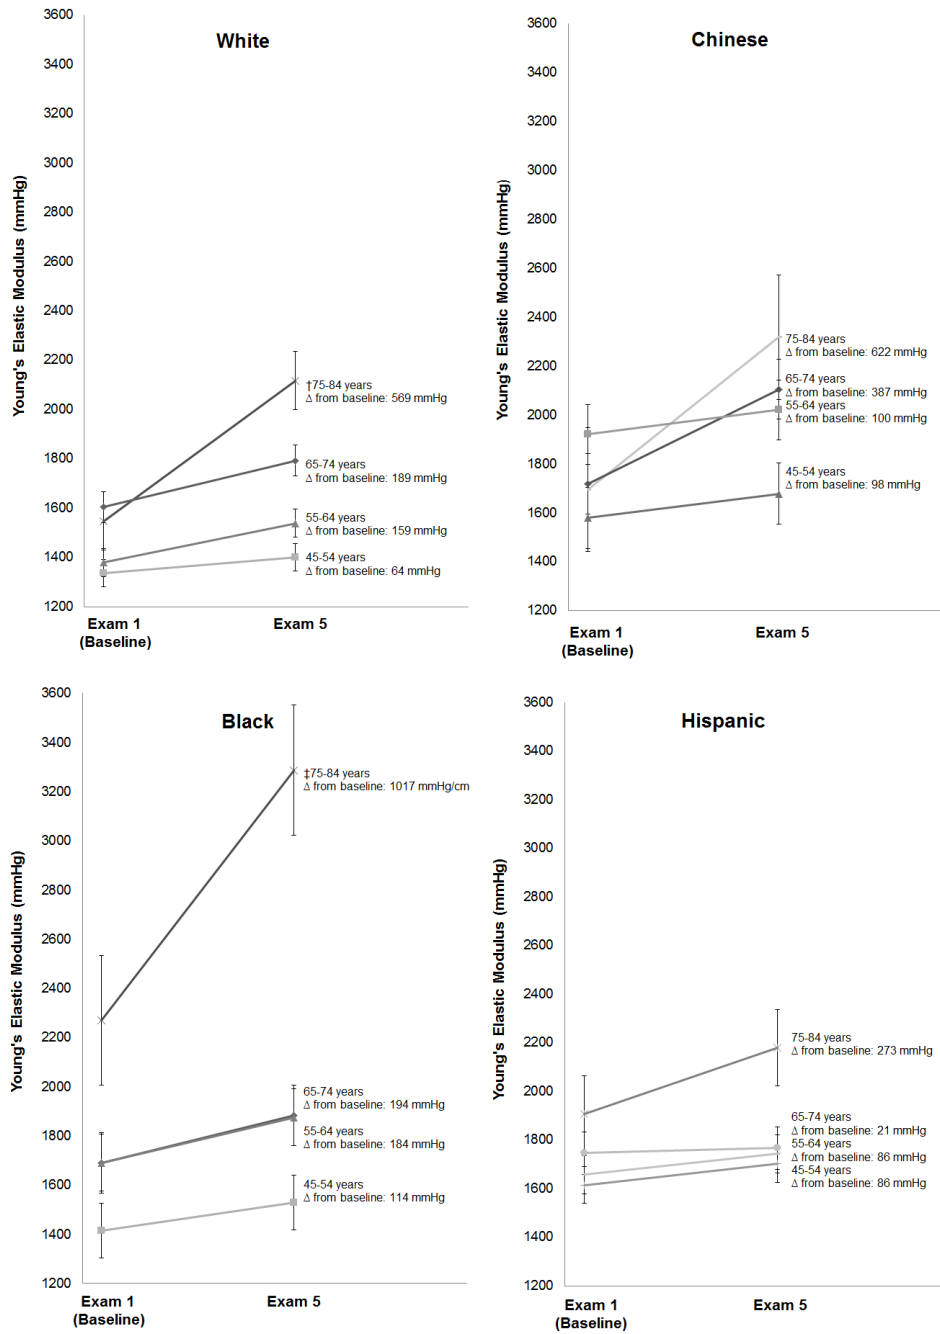 White
3600
3400
3200
3000
2800
2600
2400
2200
2000
1800
1600
1400
1200
Young's Elastic Modulus (mmHg)
†75-84 years
Δ from baseline: 569 mmHg
65-74 years
Δ from baseline: 189 mmHg
55-64 years
Δ from baseline: 159 mmHg
45-54 years
Δ from baseline: 64 mmHg
Exam 1
(Baseline)
Exam 5
Chinese
3600
3400
3200
3000
2800
2600
2400
2200
2000
1800
1600
1400
1200
Young's Elastic Modulus (mmHg)
75-84 years
Δ from baseline: 622 mmHg
65-74 years
Δ from baseline: 387 mmHg
55-64 years
Δ from baseline: 100 mmHg
45-54 years
Δ from baseline: 98 mmHg
Exam 1
(Baseline)
Exam 5
Black
3600
3400
3200
3000
2800
2600
2400
2200
2000
1800
1600
1400
1200
Young's Elastic Modulus (mmHg)
‡75-84 years
Δ from baseline: 1017 mmHg/cm
65-74 years
Δ from baseline: 194 mmHg
55-64 years
Δ from baseline: 184 mmHg
45-54 years
Δ from baseline: 114 mmHg
Exam 1
(Baseline)
Exam 5
Hispanic
3600
3400
3200
3000
2800
2600
2400
2200
2000
1800
1600
1400
1200
Young's Elastic Modulus (mmHg)
75-84 years
Δ from baseline: 273 mmHg
65-74 years
Δ from baseline: 21 mmHg
55-64 years
Δ from baseline: 86 mmHg
45-54 years
Δ from baseline: 86 mmHg
Exam 1
(Baseline)
Exam 5